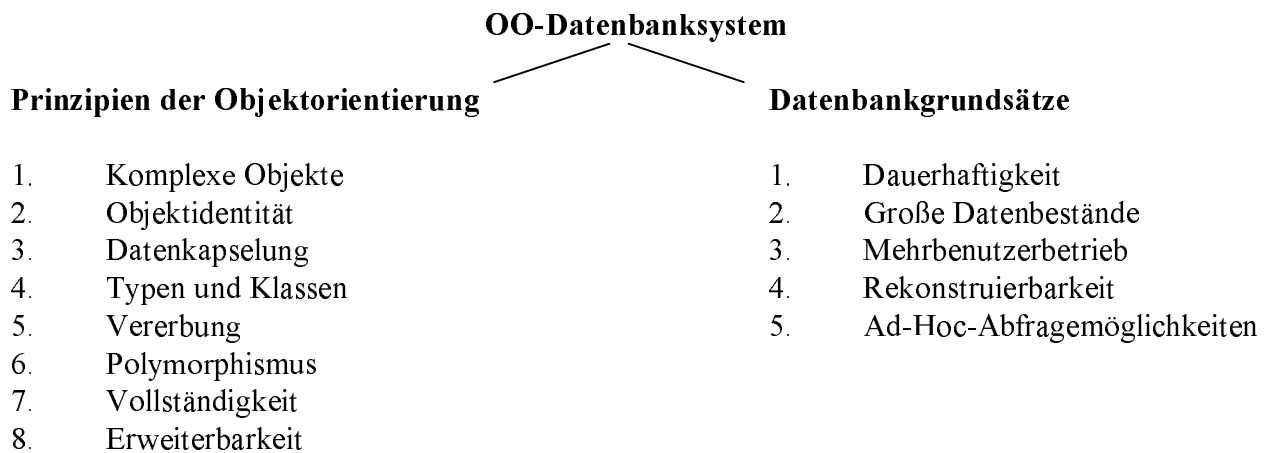 OO-Datenbanksystem
Prinzipien der Objektorientierung
1. Komplexe Objekte
2. Objektidentität
3. Datenkapselung
4. Typen und Klassen
5. Vererbung
6. Polymorphismus
7. Vollständigkeit
8. Erweiterbarkeit
Datenbankgrundsätze
1. Dauerhaftigkeit
2. Große Datenbestände
3. Mehrbenutzerbetrieb
4. Rekonstruierbarkeit
5. Ad-Hoc-Abfragemöglichkeiten